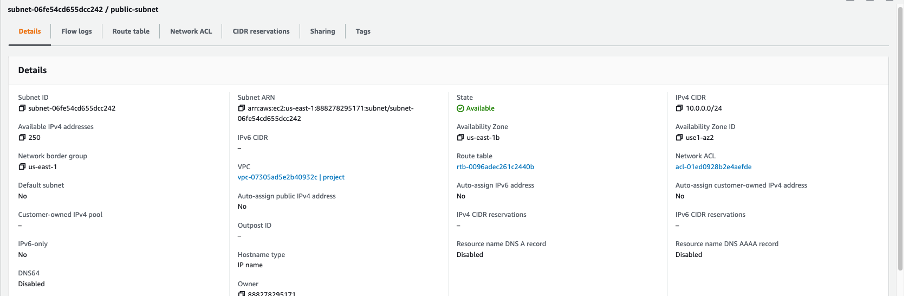 subnet-06fe54cd655dcc242 / public-subnet
Details
Flow logs
Route table
Network ACL
CIDR reservations
Sharing
Tags
Details
Subnet ID
subnet-06fe54cd655dcc242
Available IPv4 addresses
250
Network border group
us-east-1
Default subnet
No
Customer-owned IPv4 pool
–
IPv6-only
No
DNS64
Disabled
Subnet ARN
arn:aws:ec2:us-east-1:888278295171:subnet/subnet-
06fe54cd655dcc242
IPv6 CIDR
–
VPC
vpc-07305ad5e2b40932c | project
Auto-assign public IPv4 address
No
Outpost ID
–
Hostname type
IP name
Owner
888278295171
State
Available
Availability Zone
us-east-1b
Route table
rtb-0096adec261c2440b
Auto-assign IPv6 address
No
IPv4 CIDR reservations
–
Resource name DNS A record
Disabled
IPv4 CIDR
10.0.0.0/24
Availability Zone ID
use1-az2
Network ACL
acl-01ed0928b2e4aefde
Auto-assign customer-owned IPv4 address
No
IPv6 CIDR reservations
–
Resource name DNS AAAA record
Disabled